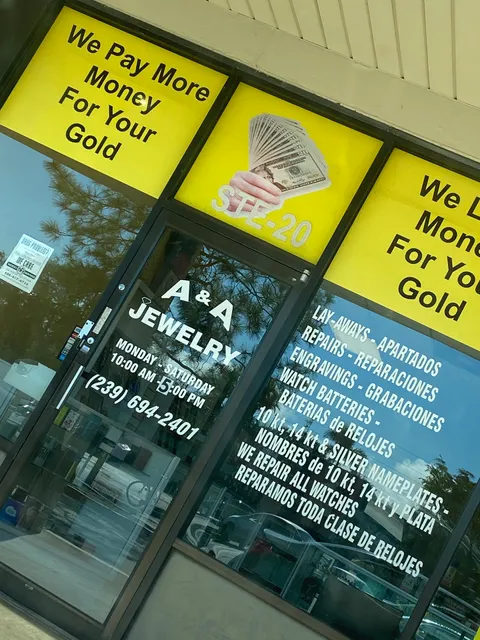 We Pay More
Money
For Your
Gold
STE-20
We
Mone
For You
Gold
A & A
JEWELRY
MONDAY - SATURDAY
10:00 AM 5:00 PM
(239) 694-2401
LAY-AWAYS - APARTADOS
REPAIRS - REPARACIONES
ENGRAVINGS - GRABACIONES
WATCH BATTERIES -
BATERIAS de RELOJES
10 kt, 14 kt & SILVER NAMEPLATES -
NOMBRES de 10 kt, 14 kt y PLATA
WE REPAIR ALL WATCHES
REPARAMOS TODA CLASE DE RELOJES